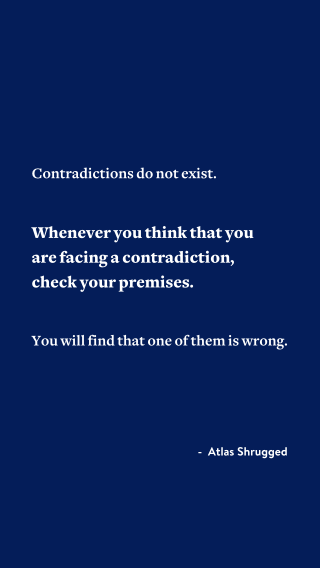 Contradictions do not exist.
Whenever you think that you
are facing a contradiction,
check your premises.
You will find that one of them is wrong.
- Atlas Shrugged